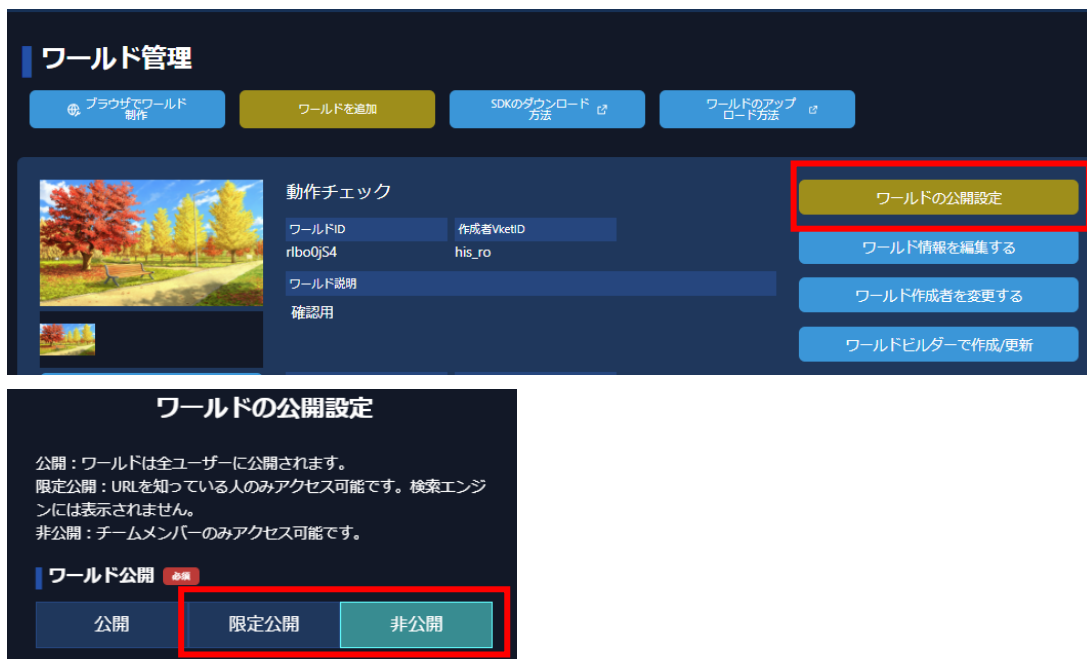 ワールド管理
ブラウザでワールド
制作
ワールドを追加
SDKのダウンロード
方法
ワールドのアップ
ロード方法
動作チェック
ワールドの公開設定
ワールドID
作成者VketID
rlbo0jS4
his_ro
ワールド情報を編集する
ワールド説明
確認用
ワールド作成者を変更する
ワールドビルダーで作成/更新
ワールドの公開設定
公開：ワールドは全ユーザーに公開されます。
限定公開：URLを知っている人のみアクセス可能です。検索エンジ
ンには表示されません。
非公開：チームメンバーのみアクセス可能です。
ワールド公開 必須
公開
限定公開
非公開